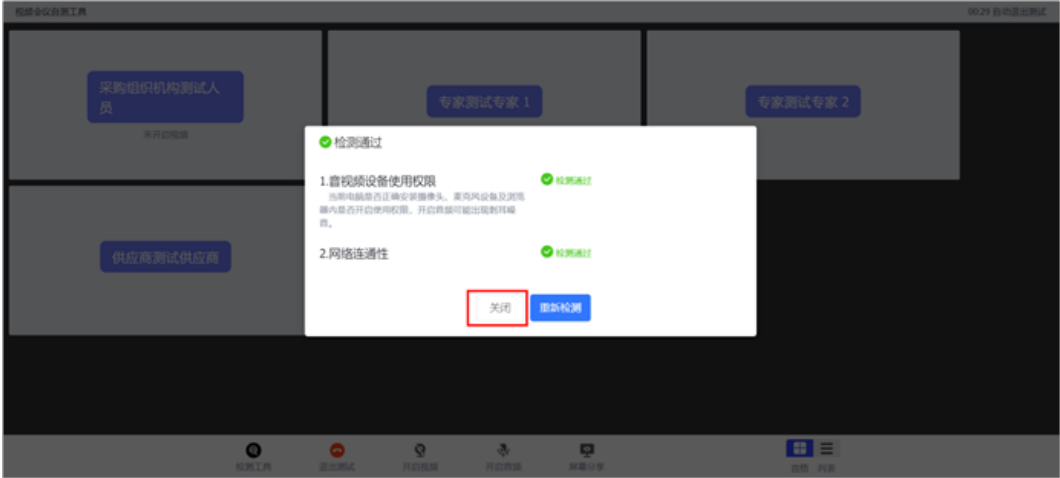 视频会议自测工具
00:29 自动退出测试
采购组织机构测试人
员
未开启视频
专家测试专家 1
专家测试专家 2
检测通过
1.音视频设备使用权限
检测通过
当前电脑是否正确安装摄像头、麦克风设备及浏览
器内是否开启使用权限，开启音频可能出现刺耳噪
音。
2.网络连通性
检测通过
供应商测试供应商
关闭
重新检测
检测工具
退出测试
开启视频
开启音频
屏幕分享
宫格
列表